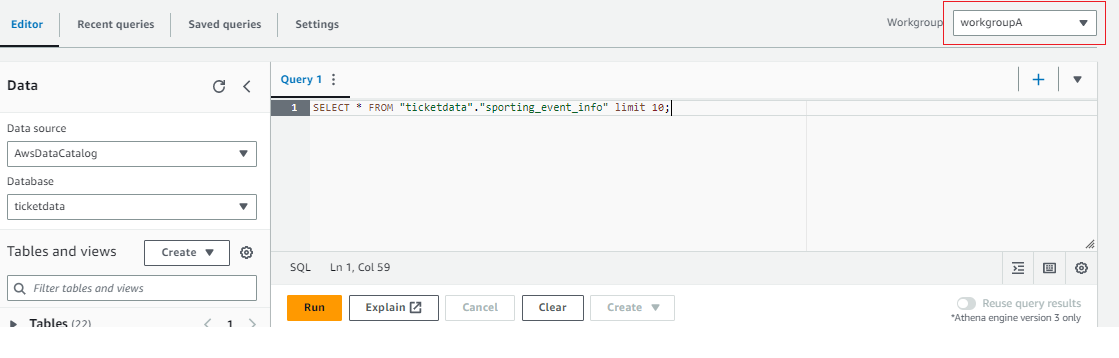 Editor
Recent queries
Saved queries
Settings
Workgroup
workgroupA
Data
Data source
AwsDataCatalog
Database
ticketdata
Tables and views
Create
Filter tables and views
Tables (22)
1
Query 1
1 SELECT * FROM "ticketdata"."sporting_event_info" limit 10;
SQL Ln 1, Col 59
Run
Explain
Cancel
Clear
Create
Reuse query results
*Athena engine version 3 only